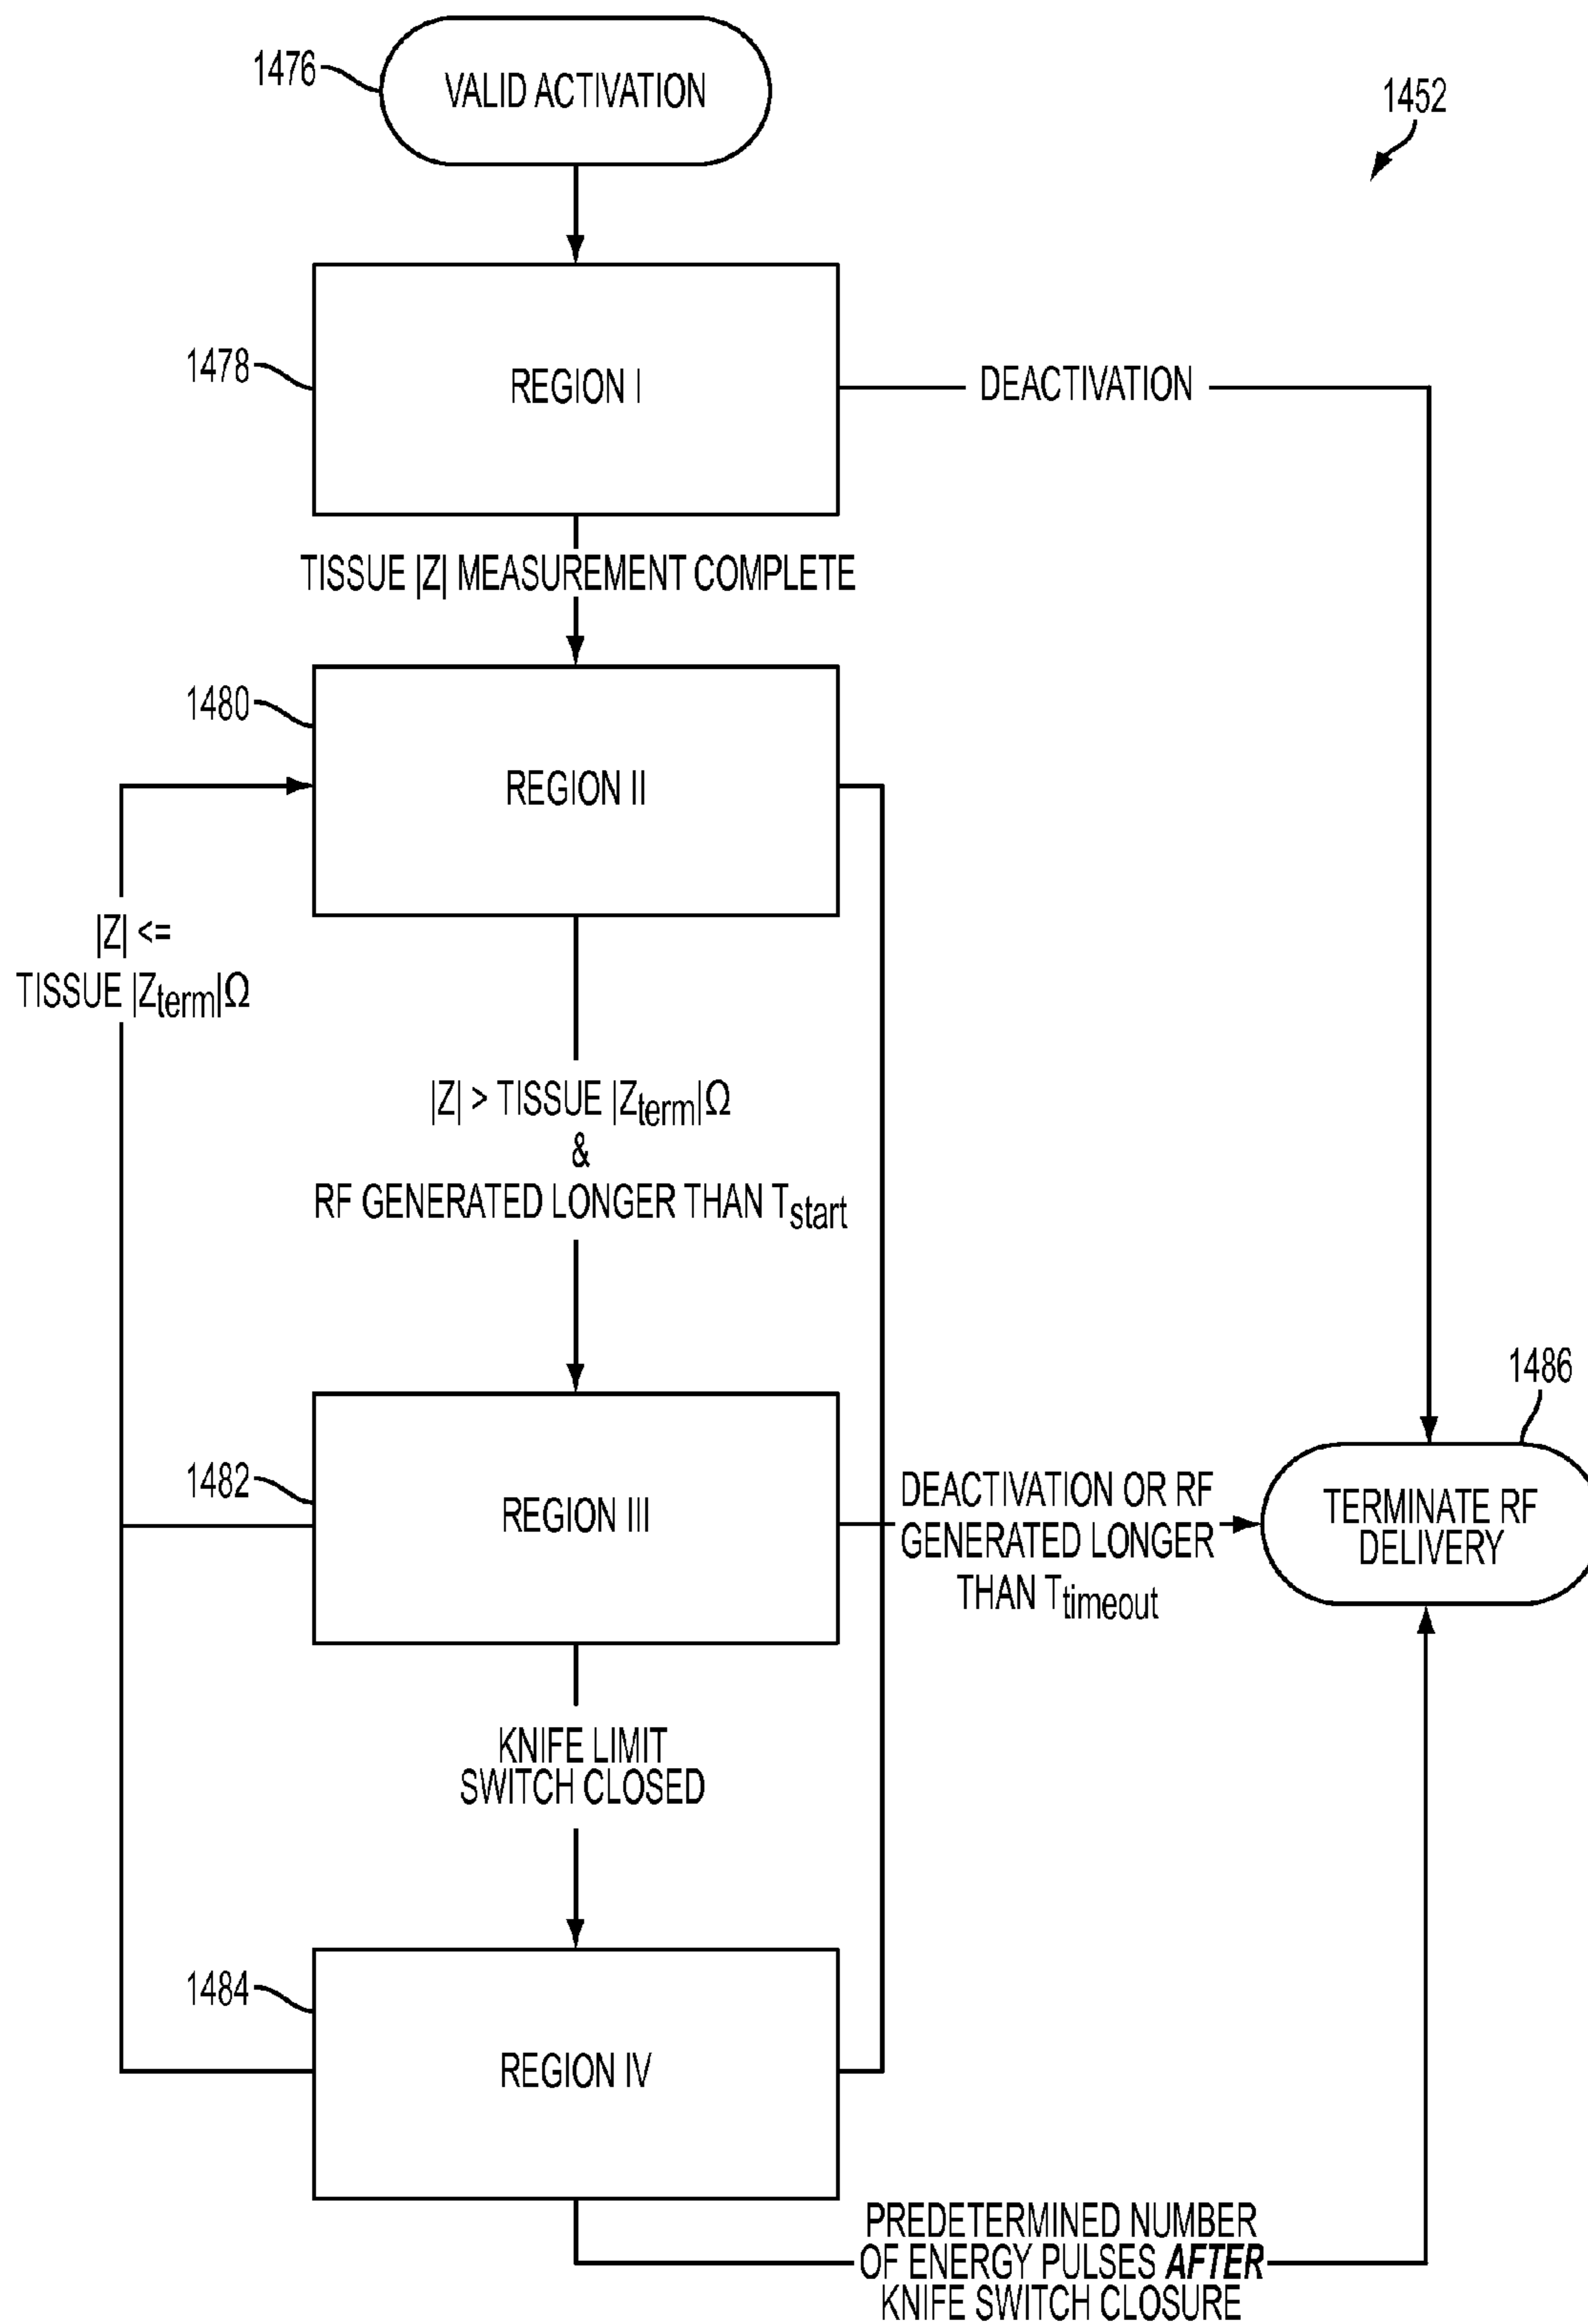 1476
VALID ACTIVATION
1452
1478
REGION I
DEACTIVATION
TISSUE |Z| MEASUREMENT COMPLETE
1480
REGION II
|Z| <=
TISSUE |Zterm|Ω
|Z| > TISSUE |Zterm|Ω
&
RF GENERATED LONGER THAN Tstart
1486
1482
REGION III
DEACTIVATION OR RF
GENERATED LONGER
THAN Ttimeout
TERMINATE RF
DELIVERY
KNIFE LIMIT
SWITCH CLOSED
1484
REGION IV
PREDETERMINED NUMBER
OF ENERGY PULSES AFTER
KNIFE SWITCH CLOSURE